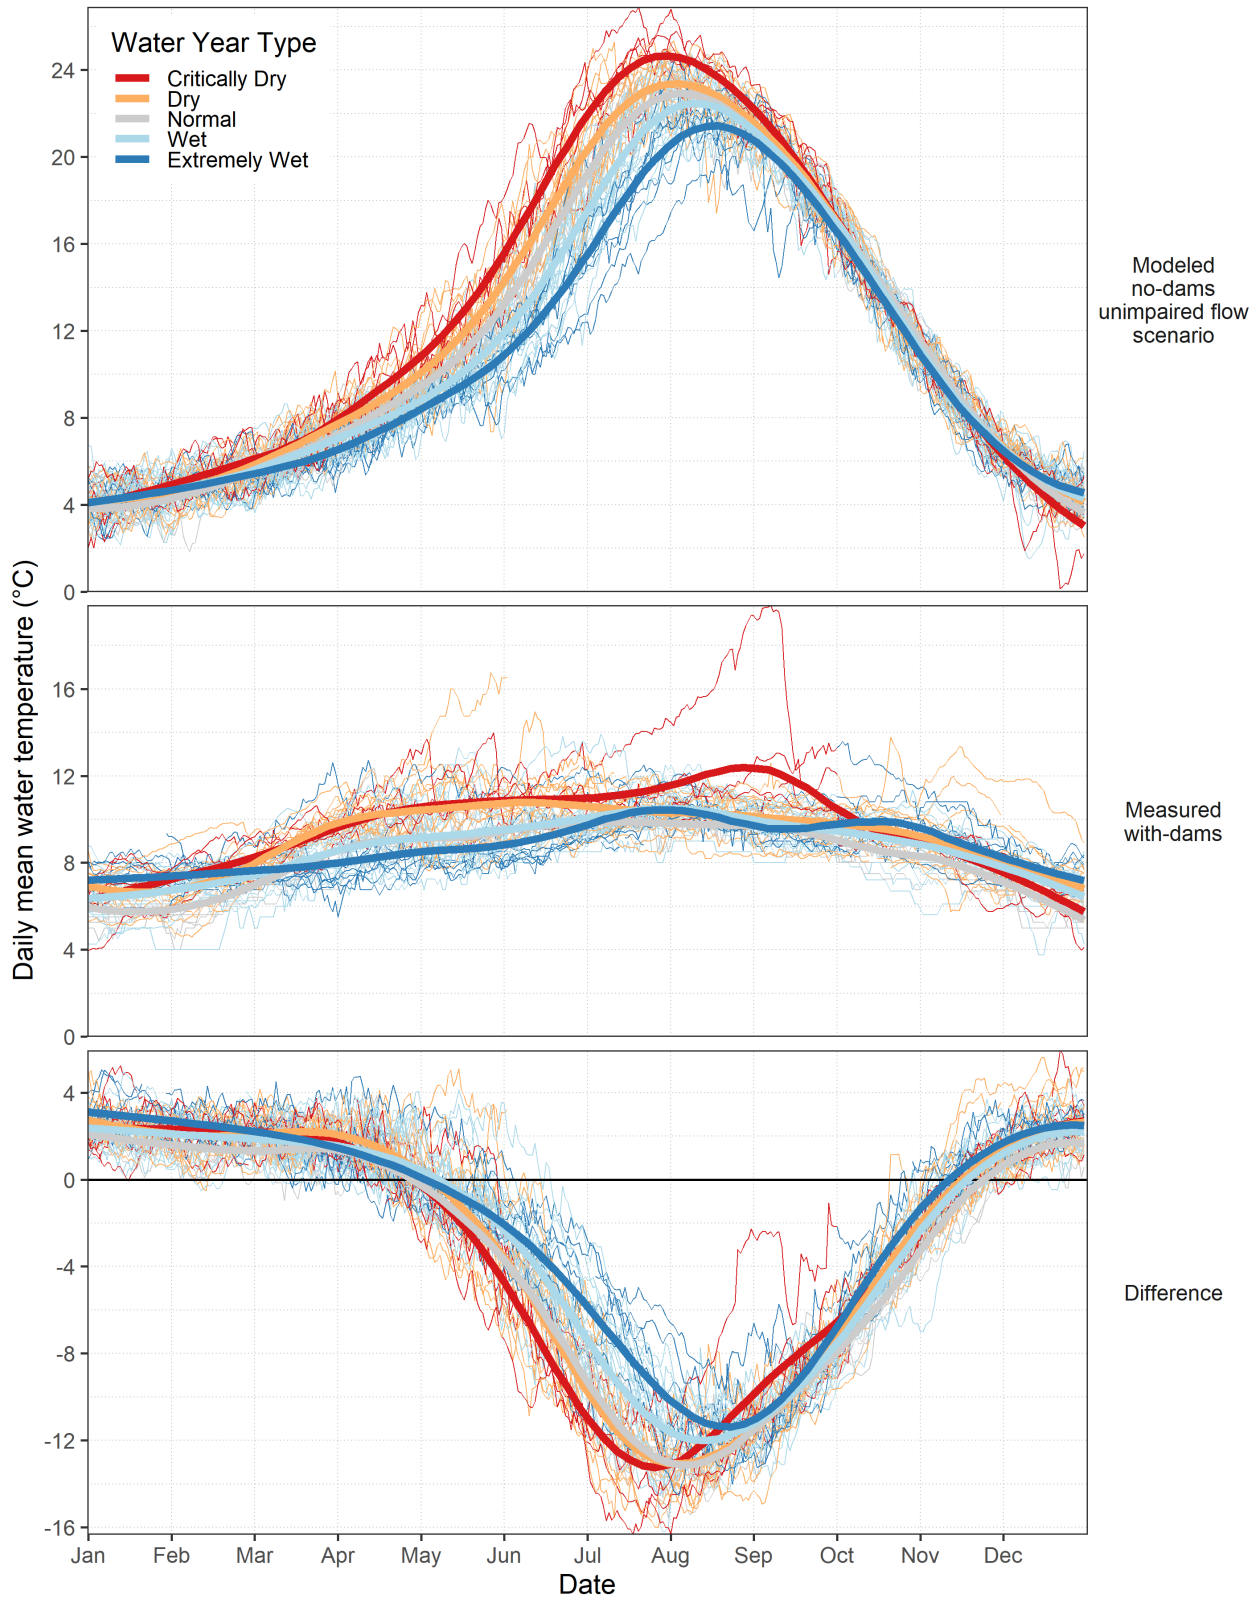 Water Year Type
Critically Dry
Dry
Normal
Wet
Extremely Wet
24
20
16
12
8
4
0
Modeled
no-dams
unimpaired flow
scenario
Daily mean water temperature (°C)
16
12
8
4
0
Measured
with-dams
4
0
-4
-8
-12
-16
Difference
Jan Feb Mar Apr May Jun Jul Aug Sep Oct Nov Dec
Date